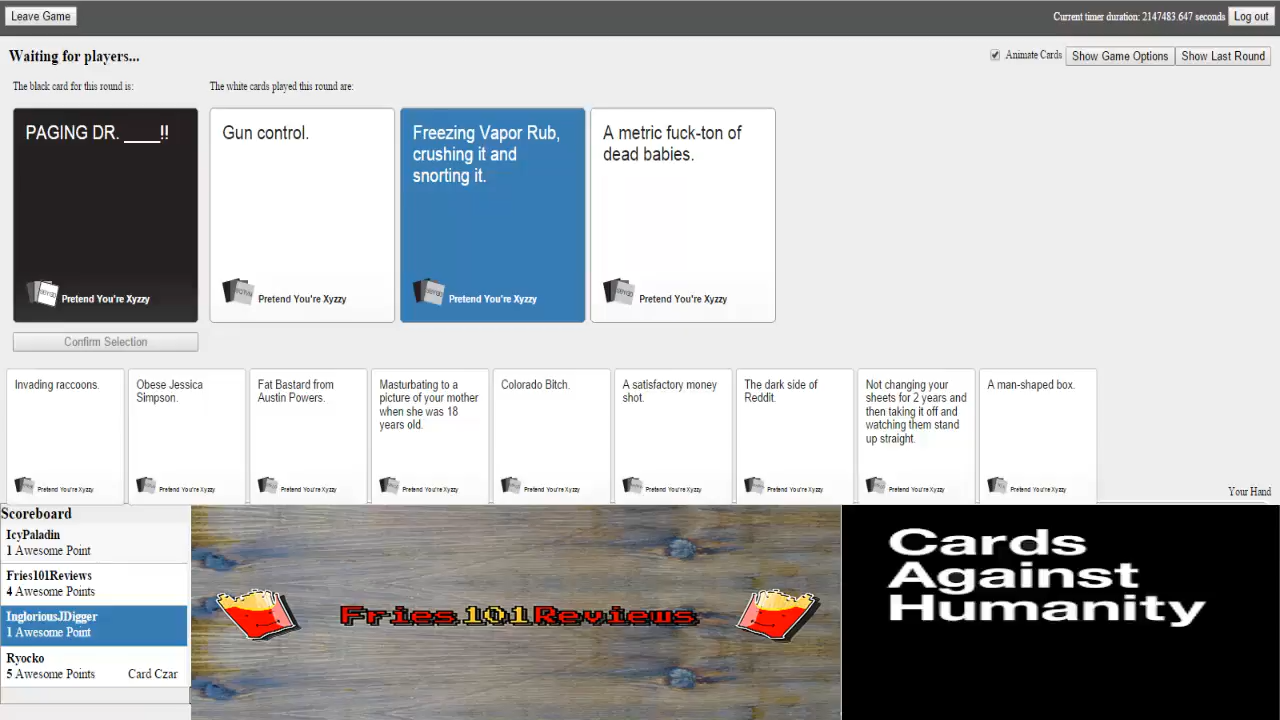 Leave Game
Current timer duration: 2147483.647 seconds
Log out
Waiting for players...
Animate Cards
Show Game Options
Show Last Round
The black card for this round is:
The white cards played this round are:
PAGING DR. ____!!
Pretend You're Xyzzy
Gun control.
Pretend You're Xyzzy
Freezing Vapor Rub,
crushing it and
snorting it.
Pretend You're Xyzzy
A metric fuck-ton of
dead babies.
Pretend You're Xyzzy
Confirm Selection
Invading raccoons.
Pretend You're Xyzzy
Obese Jessica
Simpson.
Pretend You're Xyzzy
Fat Bastard from
Austin Powers.
Pretend You're Xyzzy
Masturbating to a
picture of your mother
when she was 18
years old.
Pretend You're Xyzzy
Colorado Bitch.
Pretend You're Xyzzy
A satisfactory money
shot.
Pretend You're Xyzzy
The dark side of
Reddit.
Pretend You're Xyzzy
Not changing your
sheets for 2 years and
then taking it off and
watching them stand
up straight.
Pretend You're Xyzzy
A man-shaped box.
Pretend You're Xyzzy
Your Hand
Scoreboard
IcyPaladin
1 Awesome Point
Fries101Reviews
4 Awesome Points
IngloriousJDigger
1 Awesome Point
Ryocko
5 Awesome Points
Card Czar
Fries101Reviews
Cards
Against
Humanity